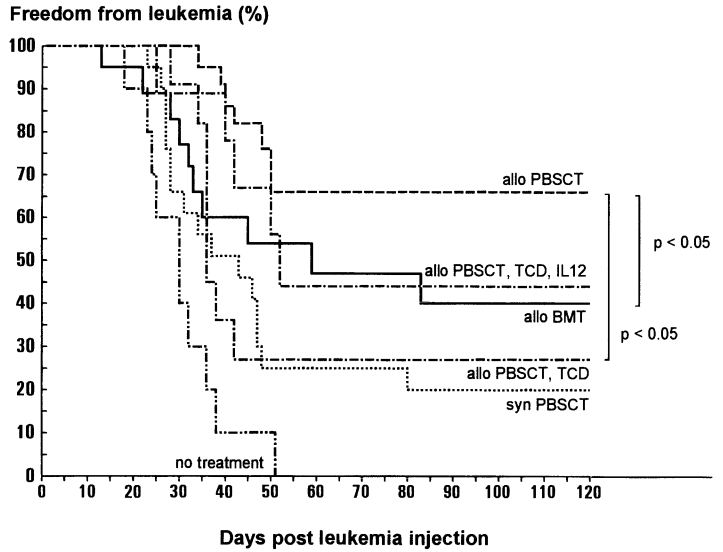 Freedom from leukemia (%)
100
90
80
70
60
50
40
30
20
10
0
allo PBSCT
allo PBSCT, TCD, IL12
allo BMT
allo PBSCT, TCD
syn PBSCT
no treatment
p < 0.05
p < 0.05
0 10 20 30 40 50 60 70 80 90 100 110 120
Days post leukemia injection